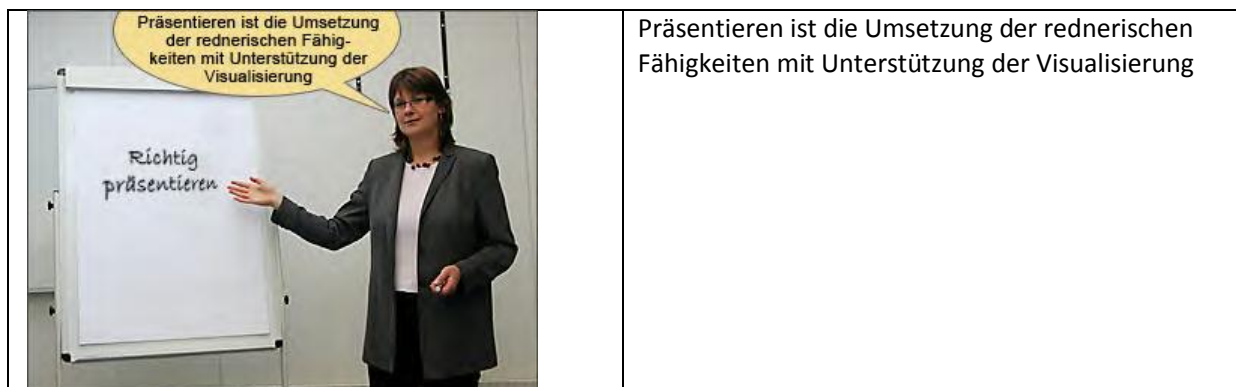 Präsentieren ist die Umsetzung
der rednerischen Fähig-
keiten mit Unterstützung der
Visualisierung
Richtig
präsentieren
Präsentieren ist die Umsetzung der rednerischen
Fähigkeiten mit Unterstützung der Visualisierung